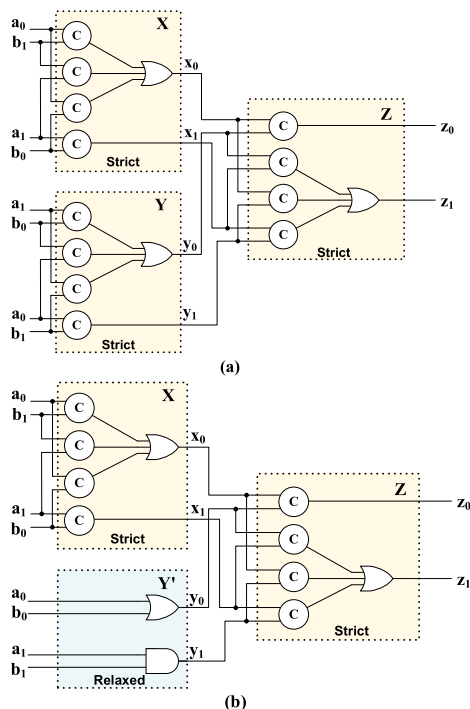 a0
b1
C
C
C
C
a1
b0
X
x0
x1
Strict
Y
a1
b0
C
C
C
C
a0
b1
y0
y1
Strict
Z
C
C
C
C
z0
z1
Strict
(a)
X
a0
b1
C
C
C
C
a1
b0
x0
x1
Strict
Y'
a0
b0
y0
a1
b1
y1
Relaxed
Z
C
C
C
C
z0
z1
Strict
(b)